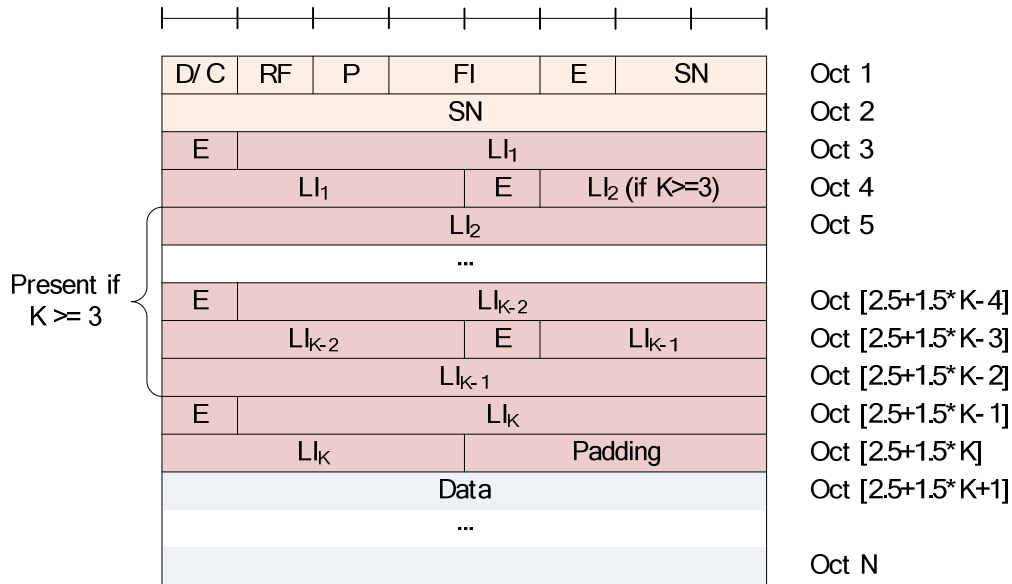 D/C RF P FI E SN Oct 1
SN Oct 2
E LI₁ Oct 3
LI₁ E LI₂ (if K>=3) Oct 4
LI₂ Oct 5
...
Present if
K >= 3
E LIK-2 Oct [2.5+1.5*K-4]
LIK-2 E LIK-1 Oct [2.5+1.5*K-3]
LIK-1 Oct [2.5+1.5*K-2]
E LIK Oct [2.5+1.5*K-1]
LIK Padding Oct [2.5+1.5*K]
Data Oct [2.5+1.5*K+1]
...
Oct N